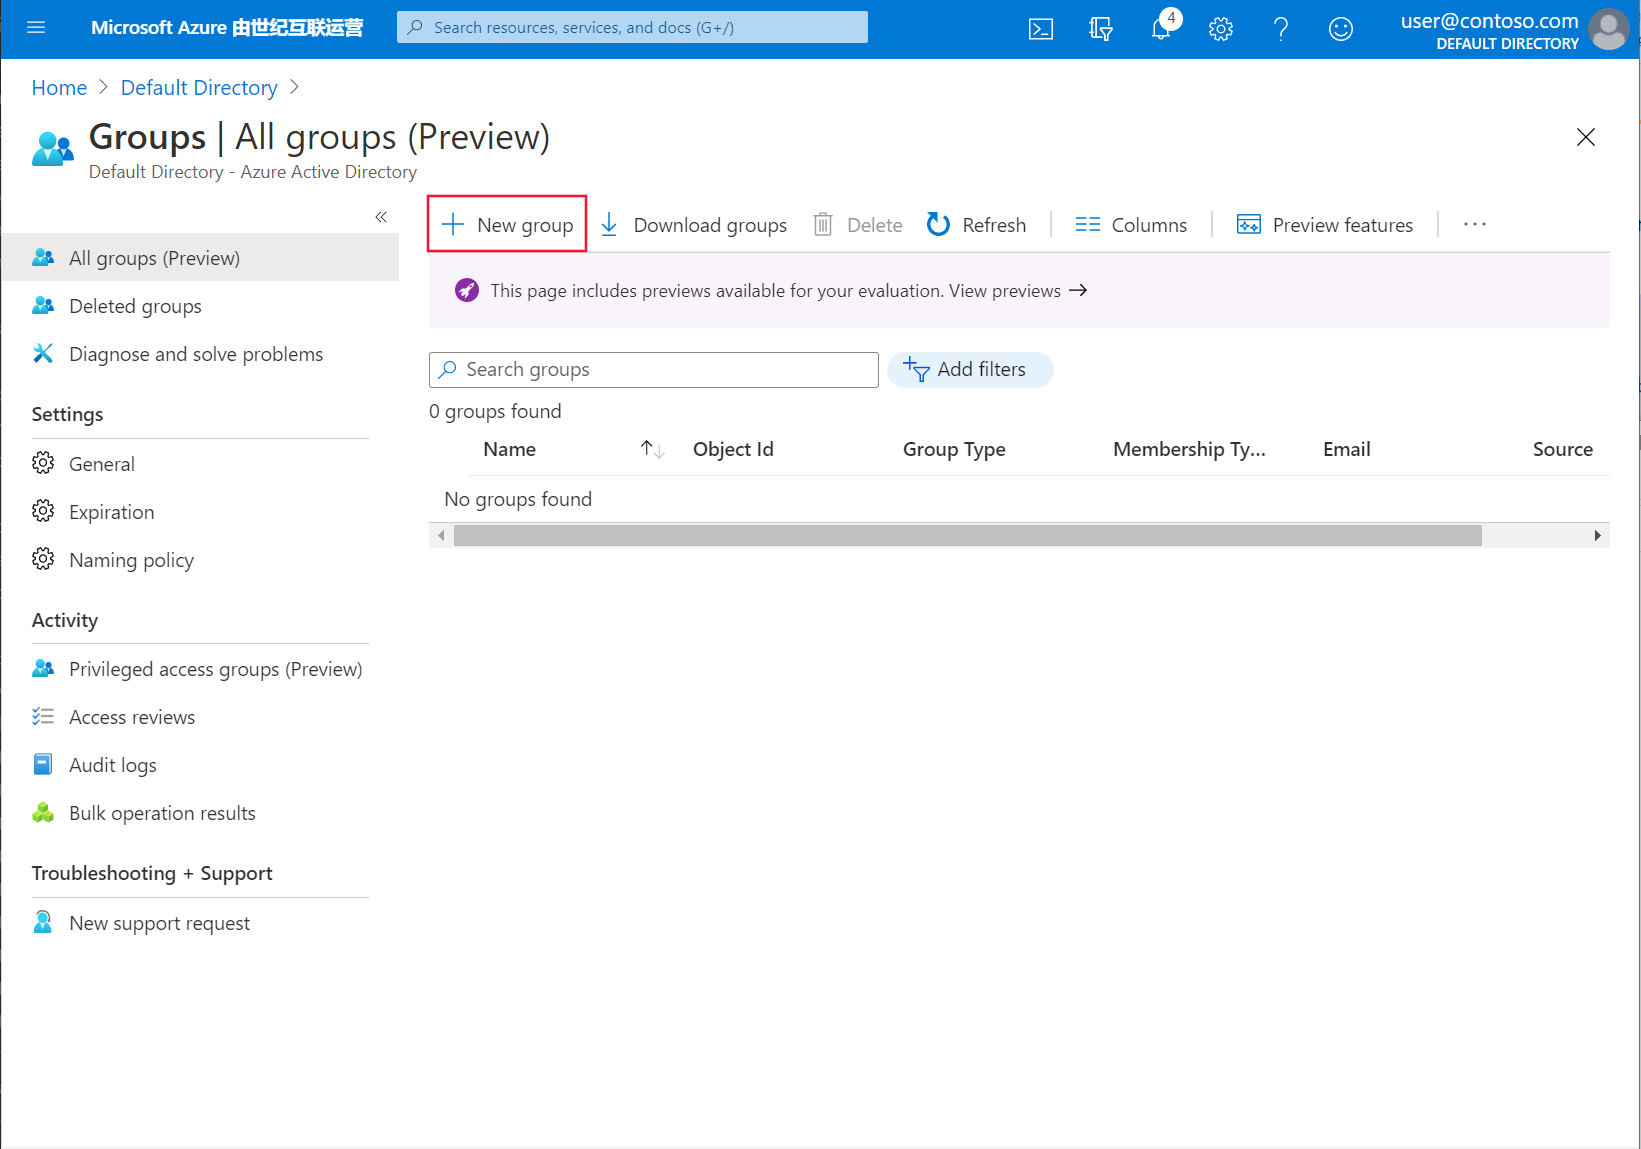 Microsoft Azure 由世纪互联运营
Search resources, services, and docs (G+/)
4
user@contoso.com
DEFAULT DIRECTORY
Home > Default Directory >
Groups | All groups (Preview)
Default Directory - Azure Active Directory
«
New group
Download groups
Delete
Refresh
Columns
Preview features
...
All groups (Preview)
Deleted groups
Diagnose and solve problems
Settings
General
Expiration
Naming policy
Activity
Privileged access groups (Preview)
Access reviews
Audit logs
Bulk operation results
Troubleshooting + Support
New support request
This page includes previews available for your evaluation. View previews →
Search groups
Add filters
0 groups found
Name ↑↓ Object Id Group Type Membership Ty... Email Source
No groups found